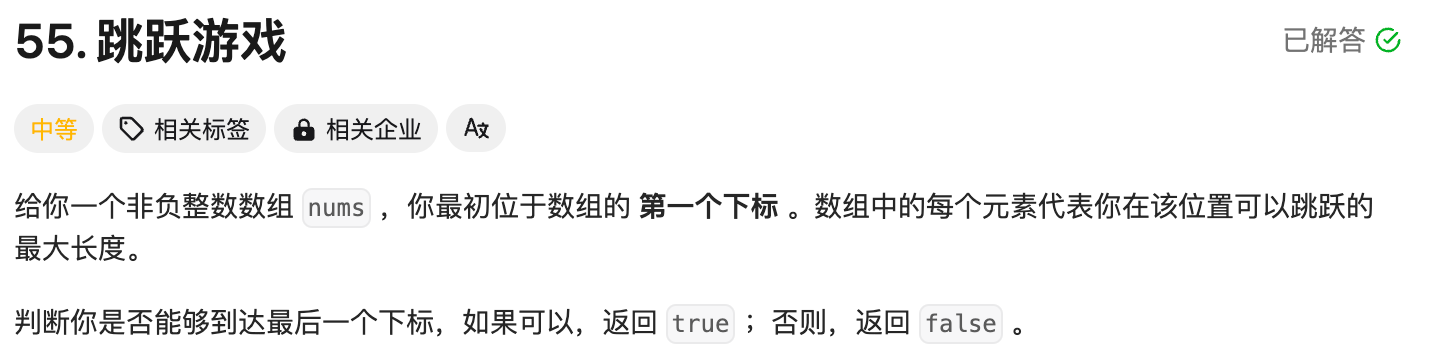 55. 跳跃游戏
已解答
中等
相关标签
相关企业
给你一个非负整数数组 nums ，你最初位于数组的 第一个下标 。数组中的每个元素代表你在该位置可以跳跃的
最大长度。
判断你是否能够到达最后一个下标，如果可以，返回 true ；否则，返回 false 。